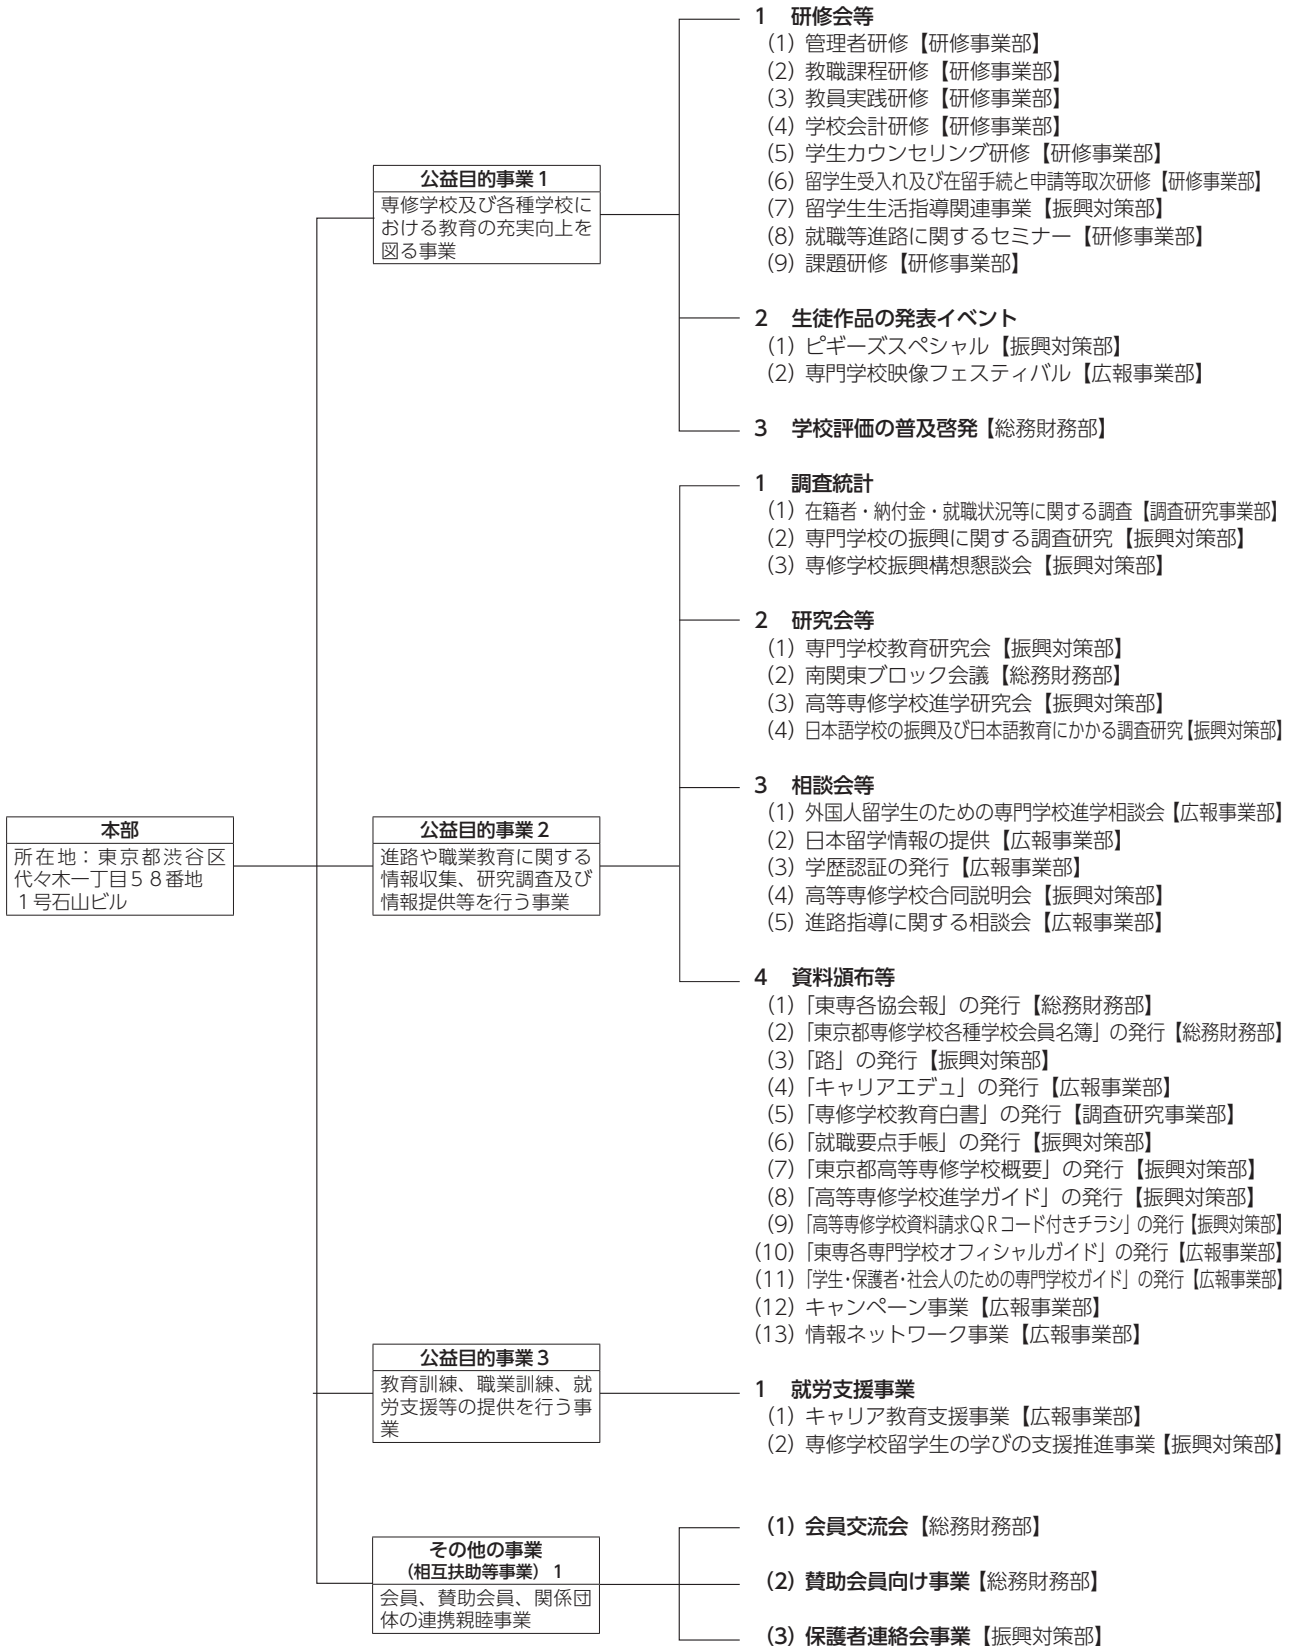 本部
所在地：東京都渋谷区
代々木一丁目５８番地
１号石山ビル
公益目的事業１
専修学校及び各種学校に
おける教育の充実向上を
図る事業
1　研修会等
(1) 管理者研修【研修事業部】
(2) 教職課程研修【研修事業部】
(3) 教員実践研修【研修事業部】
(4) 学校会計研修【研修事業部】
(5) 学生カウンセリング研修【研修事業部】
(6) 留学生受入れ及び在留手続と申請等取次研修【研修事業部】
(7) 留学生生活指導関連事業【振興対策部】
(8) 就職等進路に関するセミナー【研修事業部】
(9) 課題研修【研修事業部】
2　生徒作品の発表イベント
(1) ピギーズスペシャル【振興対策部】
(2) 専門学校映像フェスティバル【広報事業部】
3　学校評価の普及啓発【総務財務部】
公益目的事業２
進路や職業教育に関する
情報収集、研究調査及び
情報提供等を行う事業
1　調査統計
(1) 在籍者・納付金・就職状況等に関する調査【調査研究事業部】
(2) 専門学校の振興に関する調査研究【振興対策部】
(3) 専修学校振興構想懇談会【振興対策部】
2　研究会等
(1) 専門学校教育研究会【振興対策部】
(2) 南関東ブロック会議【総務財務部】
(3) 高等専修学校進学研究会【振興対策部】
(4) 日本語学校の振興及び日本語教育にかかる調査研究【振興対策部】
3　相談会等
(1) 外国人留学生のための専門学校進学相談会【広報事業部】
(2) 日本留学情報の提供【広報事業部】
(3) 学歴認証の発行【広報事業部】
(4) 高等専修学校合同説明会【振興対策部】
(5) 進路指導に関する相談会【広報事業部】
4　資料頒布等
(1)「東専各協会報」の発行【総務財務部】
(2)「東京都専修学校各種学校会員名簿」の発行【総務財務部】
(3)「路」の発行【振興対策部】
(4)「キャリアエデュ」の発行【広報事業部】
(5)「専修学校教育白書」の発行【調査研究事業部】
(6)「就職要点手帳」の発行【振興対策部】
(7)「東京都高等専修学校概要」の発行【振興対策部】
(8)「高等専修学校進学ガイド」の発行【振興対策部】
(9)「高等専修学校資料請求ＱＲコード付きチラシ」の発行【振興対策部】
(10)「東専各専門学校オフィシャルガイド」の発行【広報事業部】
(11)「学生・保護者・社会人のための専門学校ガイド」の発行【広報事業部】
(12) キャンペーン事業【広報事業部】
(13) 情報ネットワーク事業【広報事業部】
公益目的事業３
教育訓練、職業訓練、就
労支援等の提供を行う事
業
1　就労支援事業
(1) キャリア教育支援事業【広報事業部】
(2) 専修学校留学生の学びの支援推進事業【振興対策部】
その他の事業
（相互扶助等事業）１
会員、賛助会員、関係団
体の連携親睦事業
(1) 会員交流会【総務財務部】
(2) 賛助会員向け事業【総務財務部】
(3) 保護者連絡会事業【振興対策部】